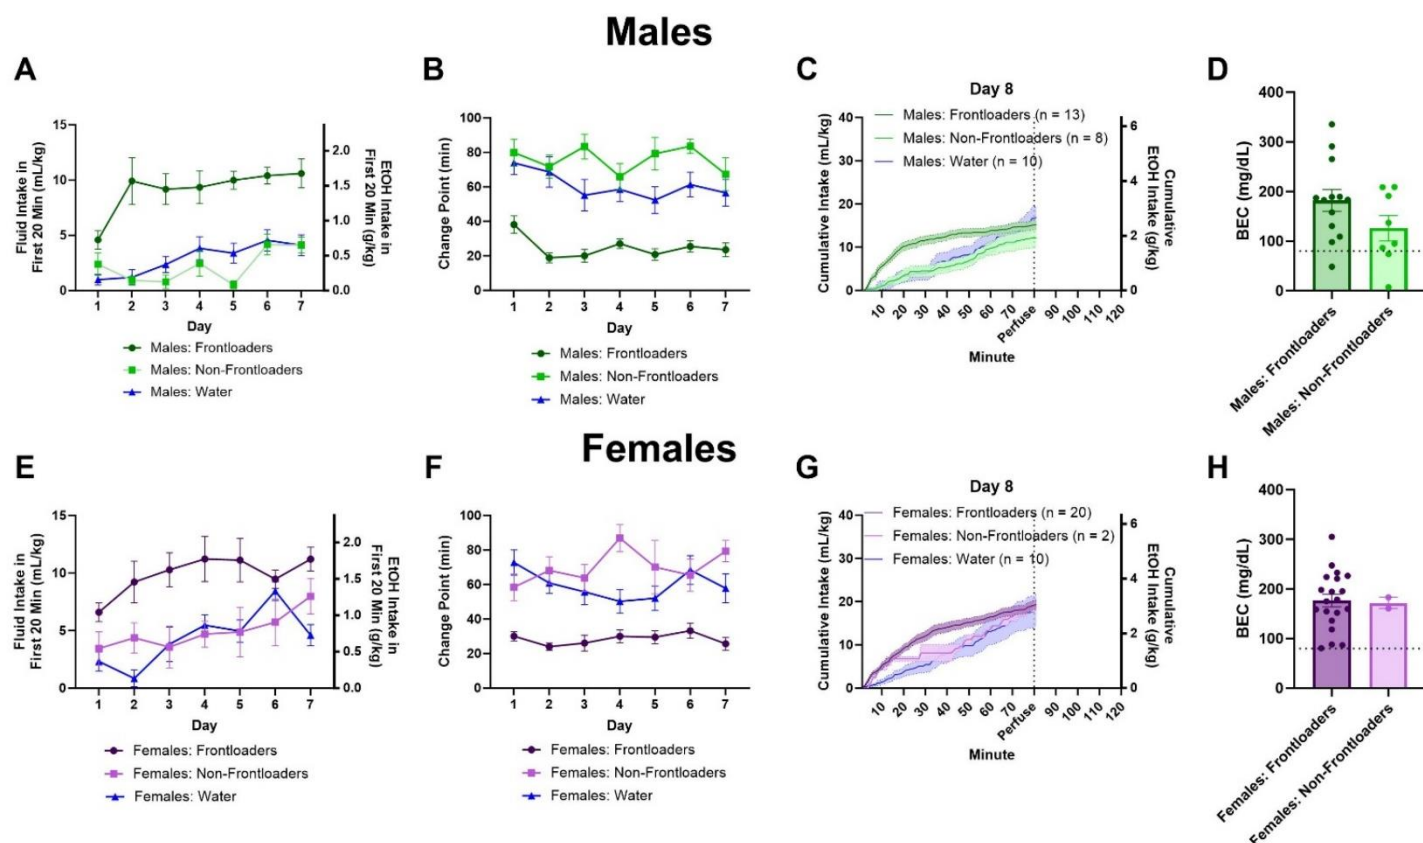 Males
A
B
C
D
Fluid Intake in
First 20 Min (mL/kg)
15
10
5
0
2.0
1.5
1.0
0.5
0.0
EtOH Intake in
First 20 Min (g/kg)
1 2 3 4 5 6 7
Day
Males: Frontloaders
Males: Non-Frontloaders
Males: Water
Change Point (min)
100
80
60
40
20
0
1 2 3 4 5 6 7
Day
Males: Frontloaders
Males: Non-Frontloaders
Males: Water
Day 8
Males: Frontloaders (n = 13)
Males: Non-Frontloaders (n = 8)
Males: Water (n = 10)
Cumulative Intake (mL/kg)
40
30
20
10
0
6
4
2
0
Cumulative
EtOH Intake (g/kg)
10 20 30 40 50 60 70 Perfuse 90 100 110 120
Minute
BEC (mg/dL)
400
300
200
100
0
Males: Frontloaders
Males: Non-Frontloaders
Females
E
F
G
H
Fluid Intake in
First 20 Min (mL/kg)
15
10
5
0
2.0
1.5
1.0
0.5
0.0
EtOH Intake in
First 20 Min (g/kg)
1 2 3 4 5 6 7
Day
Females: Frontloaders
Females: Non-Frontloaders
Females: Water
Change Point (min)
100
80
60
40
20
0
1 2 3 4 5 6 7
Day
Females: Frontloaders
Females: Non-Frontloaders
Females: Water
Day 8
Females: Frontloaders (n = 20)
Females: Non-Frontloaders (n = 2)
Females: Water (n = 10)
Cumulative Intake (mL/kg)
40
30
20
10
0
6
4
2
0
Cumulative
EtOH Intake (g/kg)
10 20 30 40 50 60 70 Perfuse 90 100 110 120
Minute
BEC (mg/dL)
400
300
200
100
0
Females: Frontloaders
Females: Non-Frontloaders